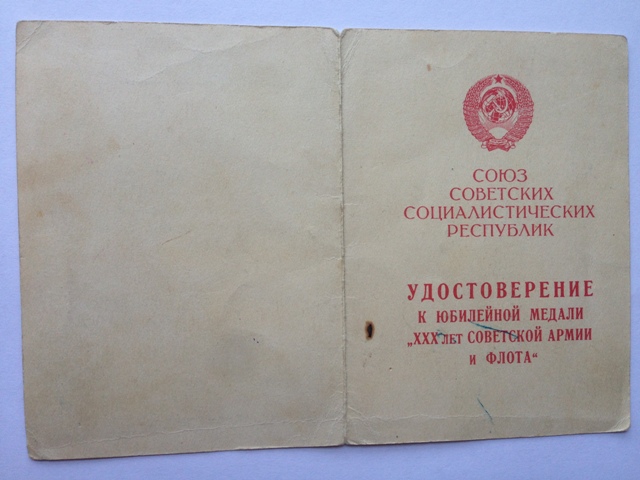 СОЮЗ
СОВЕТСКИХ
СОЦИАЛИСТИЧЕСКИХ
РЕСПУБЛИК
УДОСТОВЕРЕНИЕ
К ЮБИЛЕЙНОЙ МЕДАЛИ
„XXX ЛЕТ СОВЕТСКОЙ АРМИИ
И ФЛОТА“